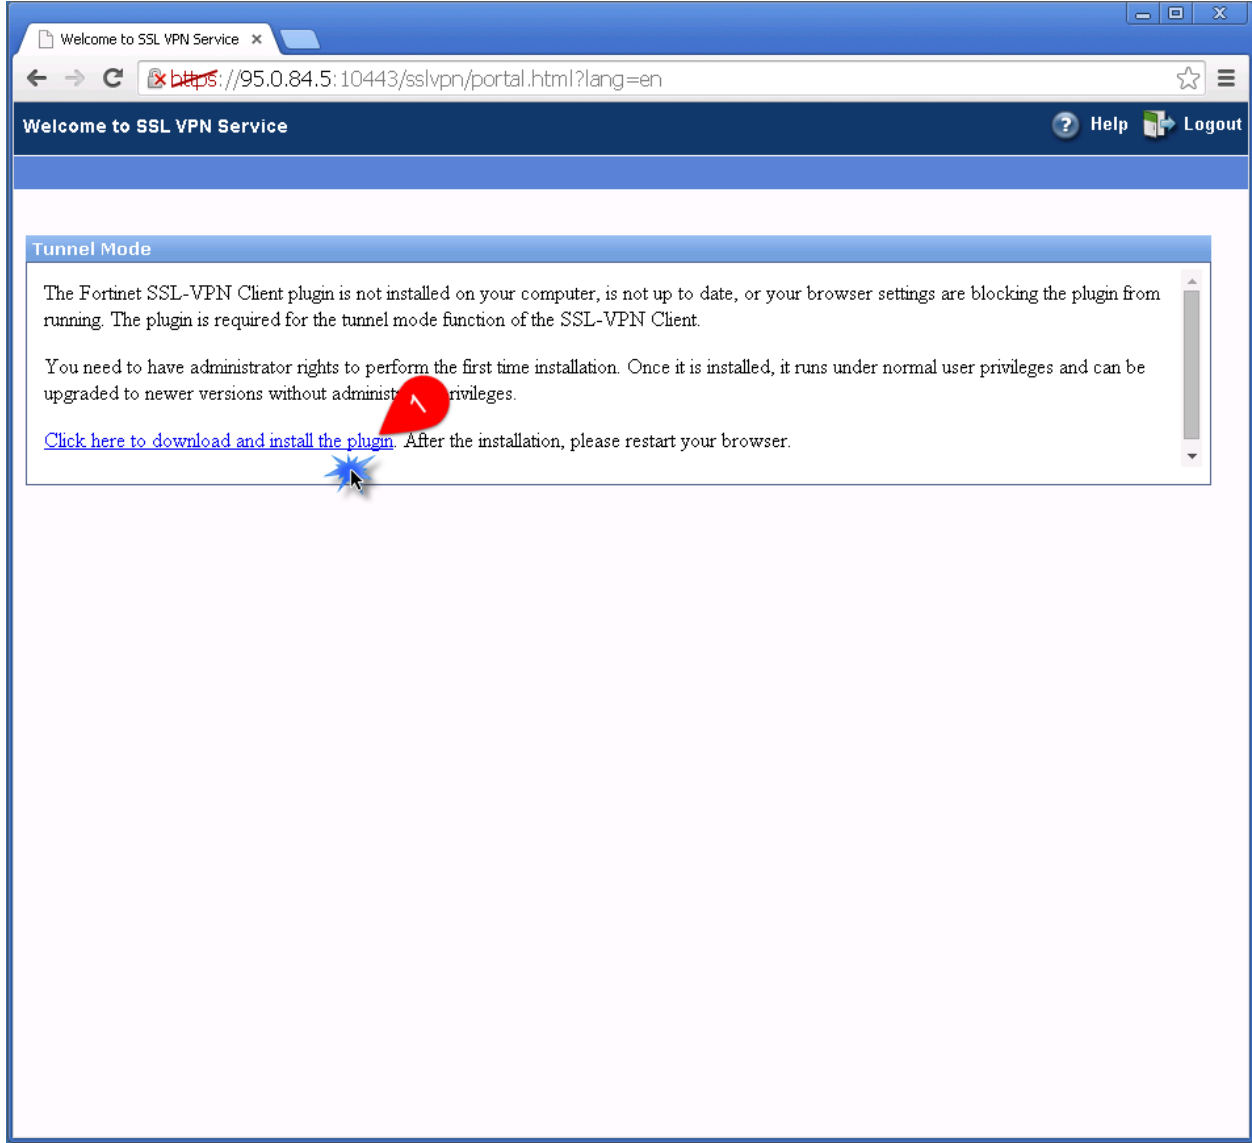 Welcome to SSL VPN Service
https://95.0.84.5:10443/sslvpn/portal.html?lang=en
Welcome to SSL VPN Service
Help
Logout
Tunnel Mode
The Fortinet SSL-VPN Client plugin is not installed on your computer, is not up to date, or your browser settings are blocking the plugin from
running. The plugin is required for the tunnel mode function of the SSL-VPN Client.
You need to have administrator rights to perform the first time installation. Once it is installed, it runs under normal user privileges and can be
upgraded to newer versions without administ rivileges.
1
Click here to download and install the plugin. After the installation, please restart your browser.